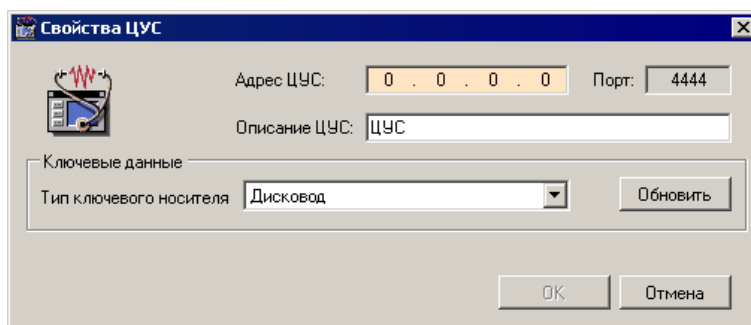 Свойства ЦУС
Адрес ЦУС: 0 . 0 . 0 . 0 Порт: 4444
Описание ЦУС: ЦУС
Ключевые данные
Тип ключевого носителя Дисковод Обновить
OK Отмена